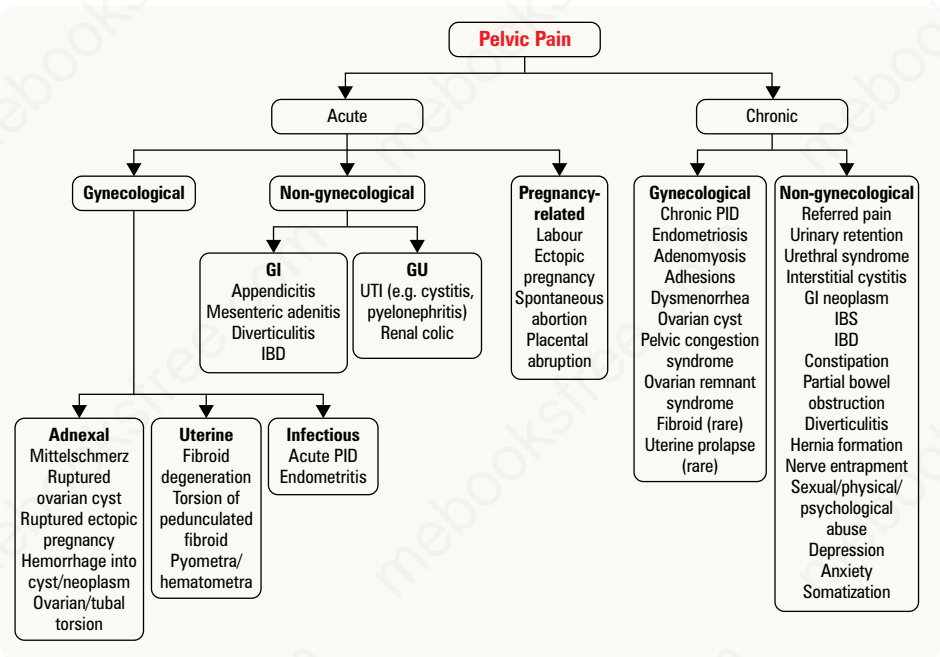 Pelvic Pain
Acute
Chronic
Gynecological
Non-gynecological
Pregnancy-
related
Labour
Ectopic
pregnancy
Spontaneous
abortion
Placental
abruption
Gynecological
Chronic PID
Endometriosis
Adenomyosis
Adhesions
Dysmenorrhea
Ovarian cyst
Pelvic congestion
syndrome
Ovarian remnant
syndrome
Fibroid (rare)
Uterine prolapse
(rare)
Non-gynecological
Referred pain
Urinary retention
Urethral syndrome
Interstitial cystitis
GI neoplasm
IBS
IBD
Constipation
Partial bowel
obstruction
Diverticulitis
Hernia formation
Nerve entrapment
Sexual/physical/
psychological
abuse
Depression
Anxiety
Somatization
GI
Appendicitis
Mesenteric adenitis
Diverticulitis
IBD
GU
UTI (e.g. cystitis,
pyelonephritis)
Renal colic
Adnexal
Mittelschmerz
Ruptured
ovarian cyst
Ruptured ectopic
pregnancy
Hemorrhage into
cyst/neoplasm
Ovarian/tubal
torsion
Uterine
Fibroid
degeneration
Torsion of
pedunculated
fibroid
Pyometra/
hematometra
Infectious
Acute PID
Endometritis